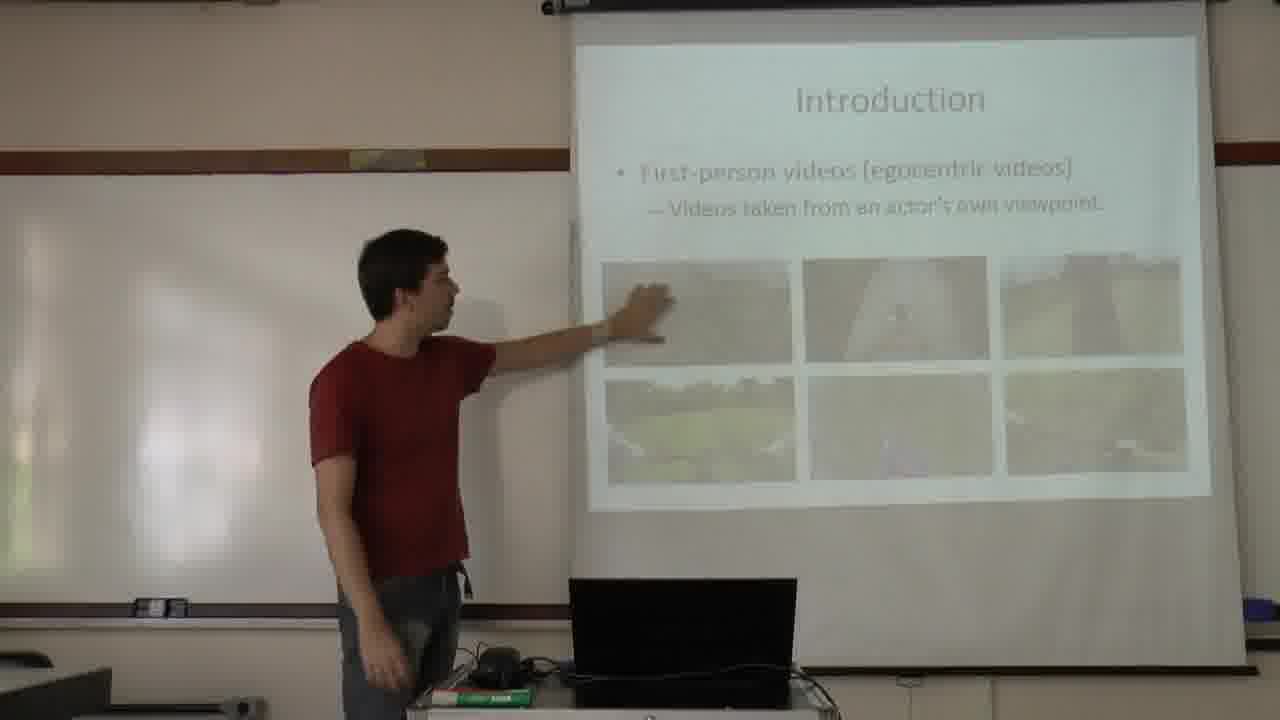 Introduction
• First-person videos (egocentric videos)
– Videos taken from an actor's own viewpoint.